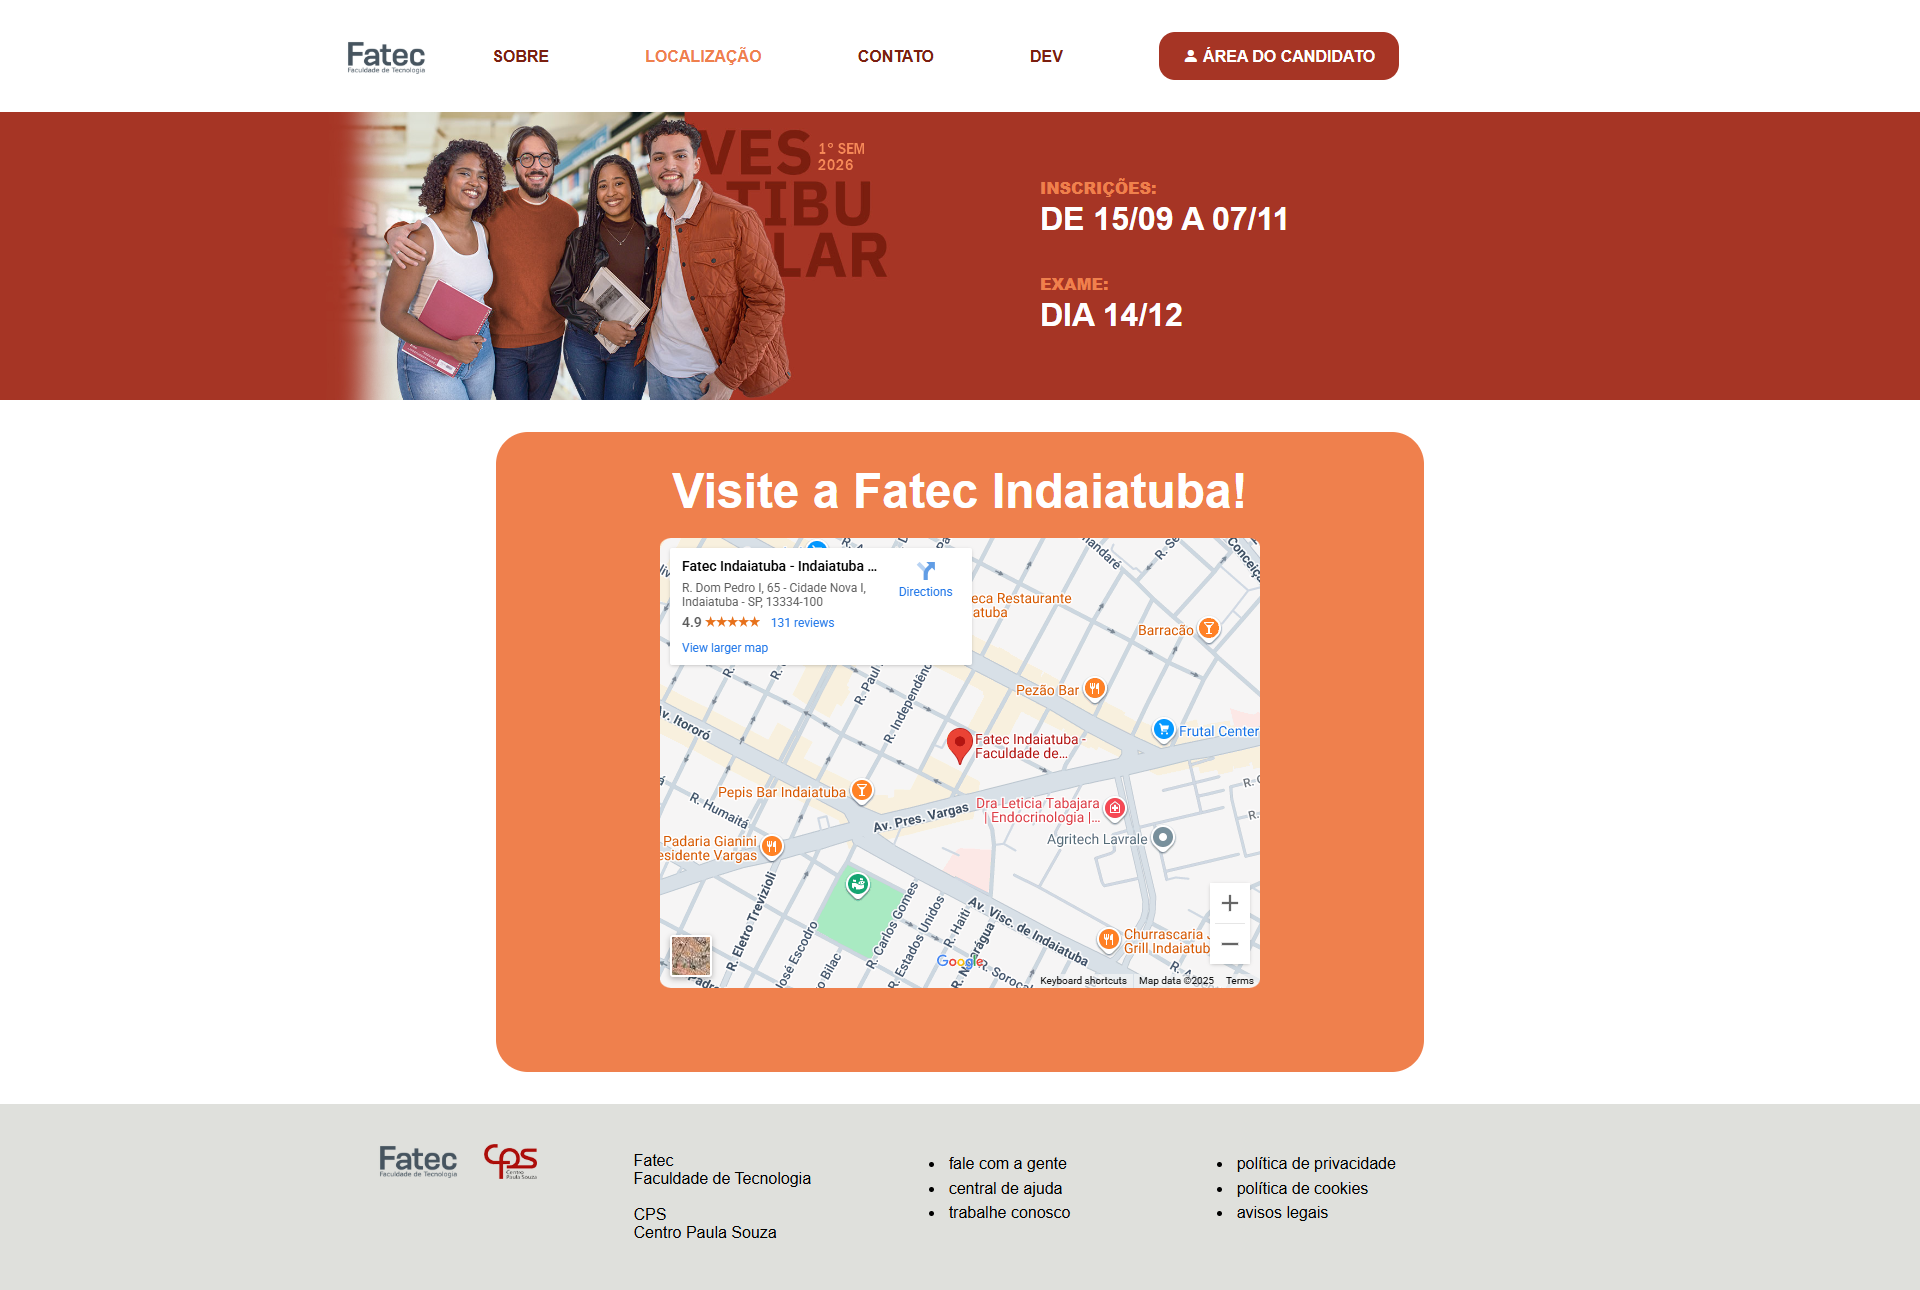 Fatec
Faculdade de Tecnologia
SOBRE
LOCALIZAÇÃO
CONTATO
DEV
ÁREA DO CANDIDATO
VES
TIBU
LAR
1º SEM
2026
INSCRIÇÕES:
DE 15/09 A 07/11
EXAME:
DIA 14/12
Visite a Fatec Indaiatuba!
Fatec Indaiatuba - Indaiatuba ...
R. Dom Pedro I, 65 - Cidade Nova I,
Indaiatuba - SP, 13334-100
4.9
131 reviews
View larger map
Directions
eca Restaurante
atuba
Barracão
Conceiç
R. Paul
R. Independênc
Pezão Bar
Av. Itororó
Frutal Center
Fatec Indaiatuba -
Faculdade de...
Pepis Bar Indaiatuba
R. Humaitá
Av. Pres. Vargas
Dra Leticia Tabajara
| Endocrinologia |...
Agritech Lavrale
Padaria Gianini
esidente Vargas
R. Eletro Trevizioli
José Escodro
o Bilac
R. Carlos Gomes
R. Estados Unidos
R. Haiti
Av. Visc. de Indaiatuba
R. Soroca
Churrascaria J
Grill Indaiatub
Google
Keyboard shortcuts
Map data ©2025
Terms
Fatec
Faculdade de Tecnologia
cps
Centro
Paula Souza
Fatec
Faculdade de Tecnologia
CPS
Centro Paula Souza
fale com a gente
central de ajuda
trabalhe conosco
política de privacidade
política de cookies
avisos legais